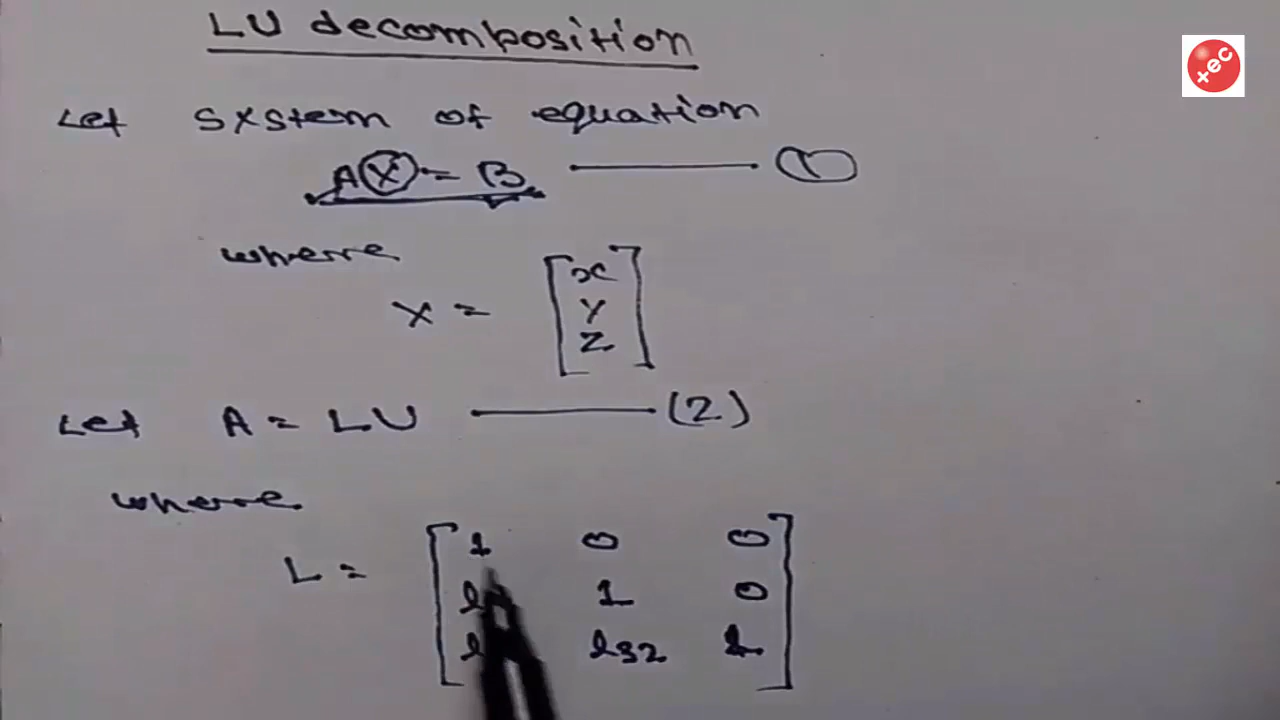 LU decomposition
Let system of equation
AX = B ——— (1)
where
X = [x
y
z]
Let A = LU ——— (2)
where
L = [1 0 0
1 0
l32 1]
xec